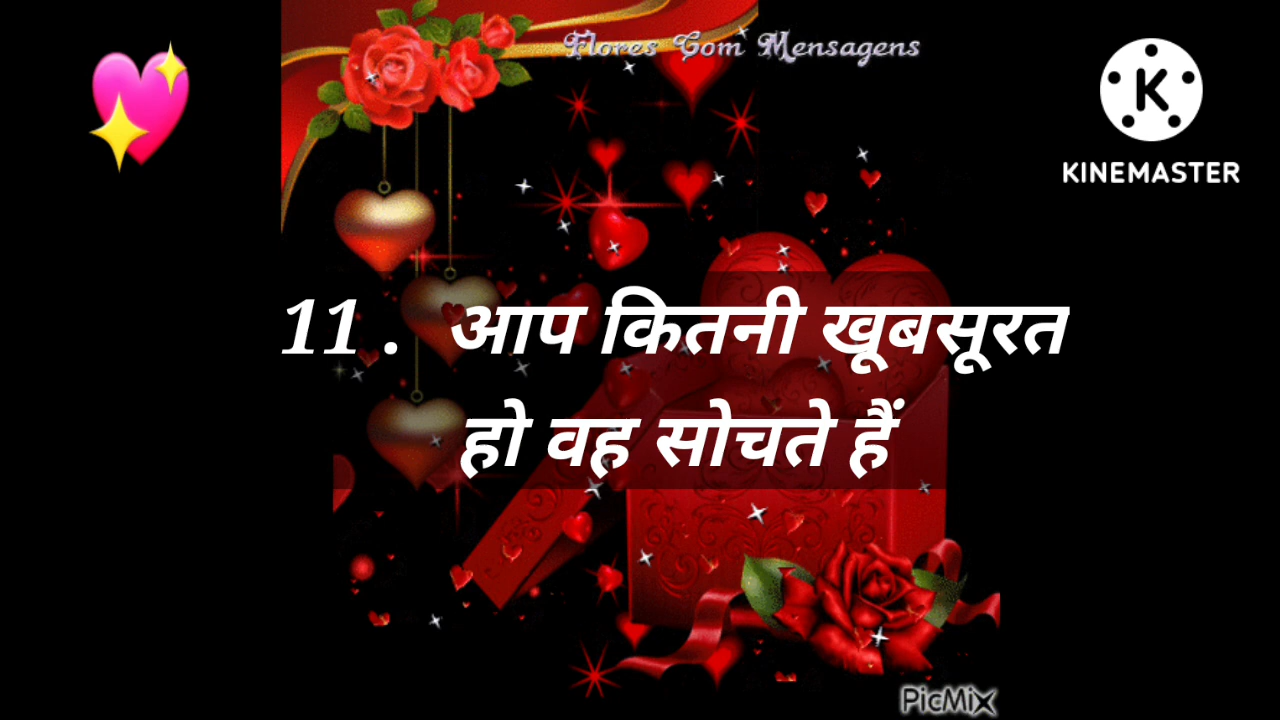 Flores Com Mensagens
KINEMASTER
11 . आप कितनी खूबसूरत
हो वह सोचते हैं
PicMix